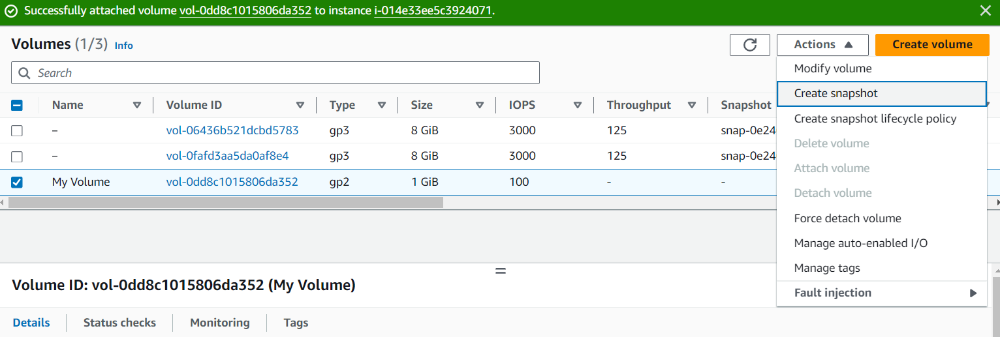 Successfully attached volume vol-0dd8c1015806da352 to instance i-014e33ee5c3924071.
Volumes (1/3) Info
Actions
Create volume
Search
Modify volume
Create snapshot
Create snapshot lifecycle policy
Delete volume
Attach volume
Detach volume
Force detach volume
Manage auto-enabled I/O
Manage tags
Fault injection
Name Volume ID Type Size IOPS Throughput Snapshot
– vol-06436b521dcbd5783 gp3 8 GiB 3000 125 snap-0e24
– vol-0fafd3aa5da0af8e4 gp3 8 GiB 3000 125 snap-0e24
My Volume vol-0dd8c1015806da352 gp2 1 GiB 100 - -
Volume ID: vol-0dd8c1015806da352 (My Volume)
Details Status checks Monitoring Tags